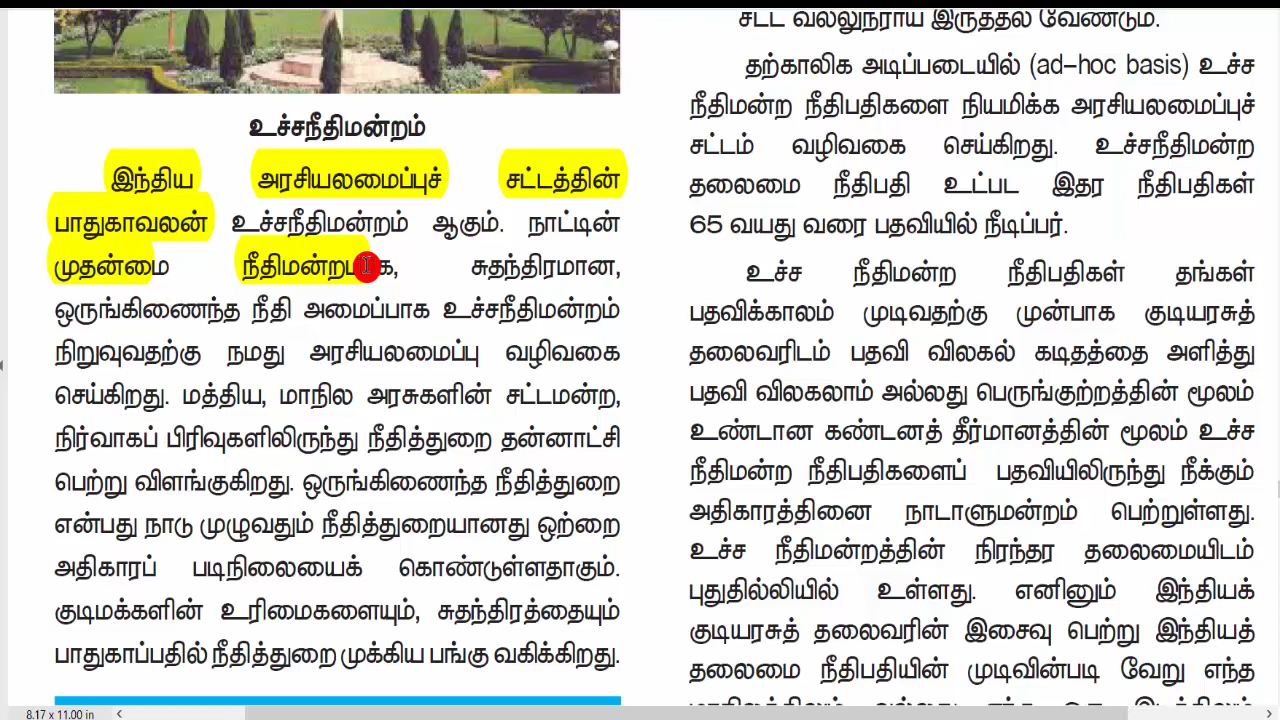 உச்சநீதிமன்றம்
இந்திய அரசியலமைப்புச் சட்டத்தின்
பாதுகாவலன் உச்சநீதிமன்றம் ஆகும். நாட்டின்
முதன்மை நீதிமன்றமாக, சுதந்திரமான,
ஒருங்கிணைந்த நீதி அமைப்பாக உச்சநீதிமன்றம்
நிறுவுவதற்கு நமது அரசியலமைப்பு வழிவகை
செய்கிறது. மத்திய, மாநில அரசுகளின் சட்டமன்ற,
நிர்வாகப் பிரிவுகளிலிருந்து நீதித்துறை தன்னாட்சி
பெற்று விளங்குகிறது. ஒருங்கிணைந்த நீதித்துறை
என்பது நாடு முழுவதும் நீதித்துறையானது ஒற்றை
அதிகாரப் படிநிலையைக் கொண்டுள்ளதாகும்.
குடிமக்களின் உரிமைகளையும், சுதந்திரத்தையும்
பாதுகாப்பதில் நீதித்துறை முக்கிய பங்கு வகிக்கிறது.
சட்ட வல்லுநராய் இருத்தல் வேண்டும்.
தற்காலிக அடிப்படையில் (ad-hoc basis) உச்ச
நீதிமன்ற நீதிபதிகளை நியமிக்க அரசியலமைப்புச்
சட்டம் வழிவகை செய்கிறது. உச்சநீதிமன்ற
தலைமை நீதிபதி உட்பட இதர நீதிபதிகள்
65 வயது வரை பதவியில் நீடிப்பர்.
உச்ச நீதிமன்ற நீதிபதிகள் தங்கள்
பதவிக்காலம் முடிவதற்கு முன்பாக குடியரசுத்
தலைவரிடம் பதவி விலகல் கடிதத்தை அளித்து
பதவி விலகலாம் அல்லது பெருங்குற்றத்தின் மூலம்
உண்டான கண்டனத் தீர்மானத்தின் மூலம் உச்ச
நீதிமன்ற நீதிபதிகளைப் பதவியிலிருந்து நீக்கும்
அதிகாரத்தினை நாடாளுமன்றம் பெற்றுள்ளது.
உச்ச நீதிமன்றத்தின் நிரந்தர தலைமையிடம்
புதுதில்லியில் உள்ளது. எனினும் இந்தியக்
குடியரசுத் தலைவரின் இசைவு பெற்று இந்தியத்
தலைமை நீதிபதியின் முடிவின்படி வேறு எந்த
8.17 x 11.00 in